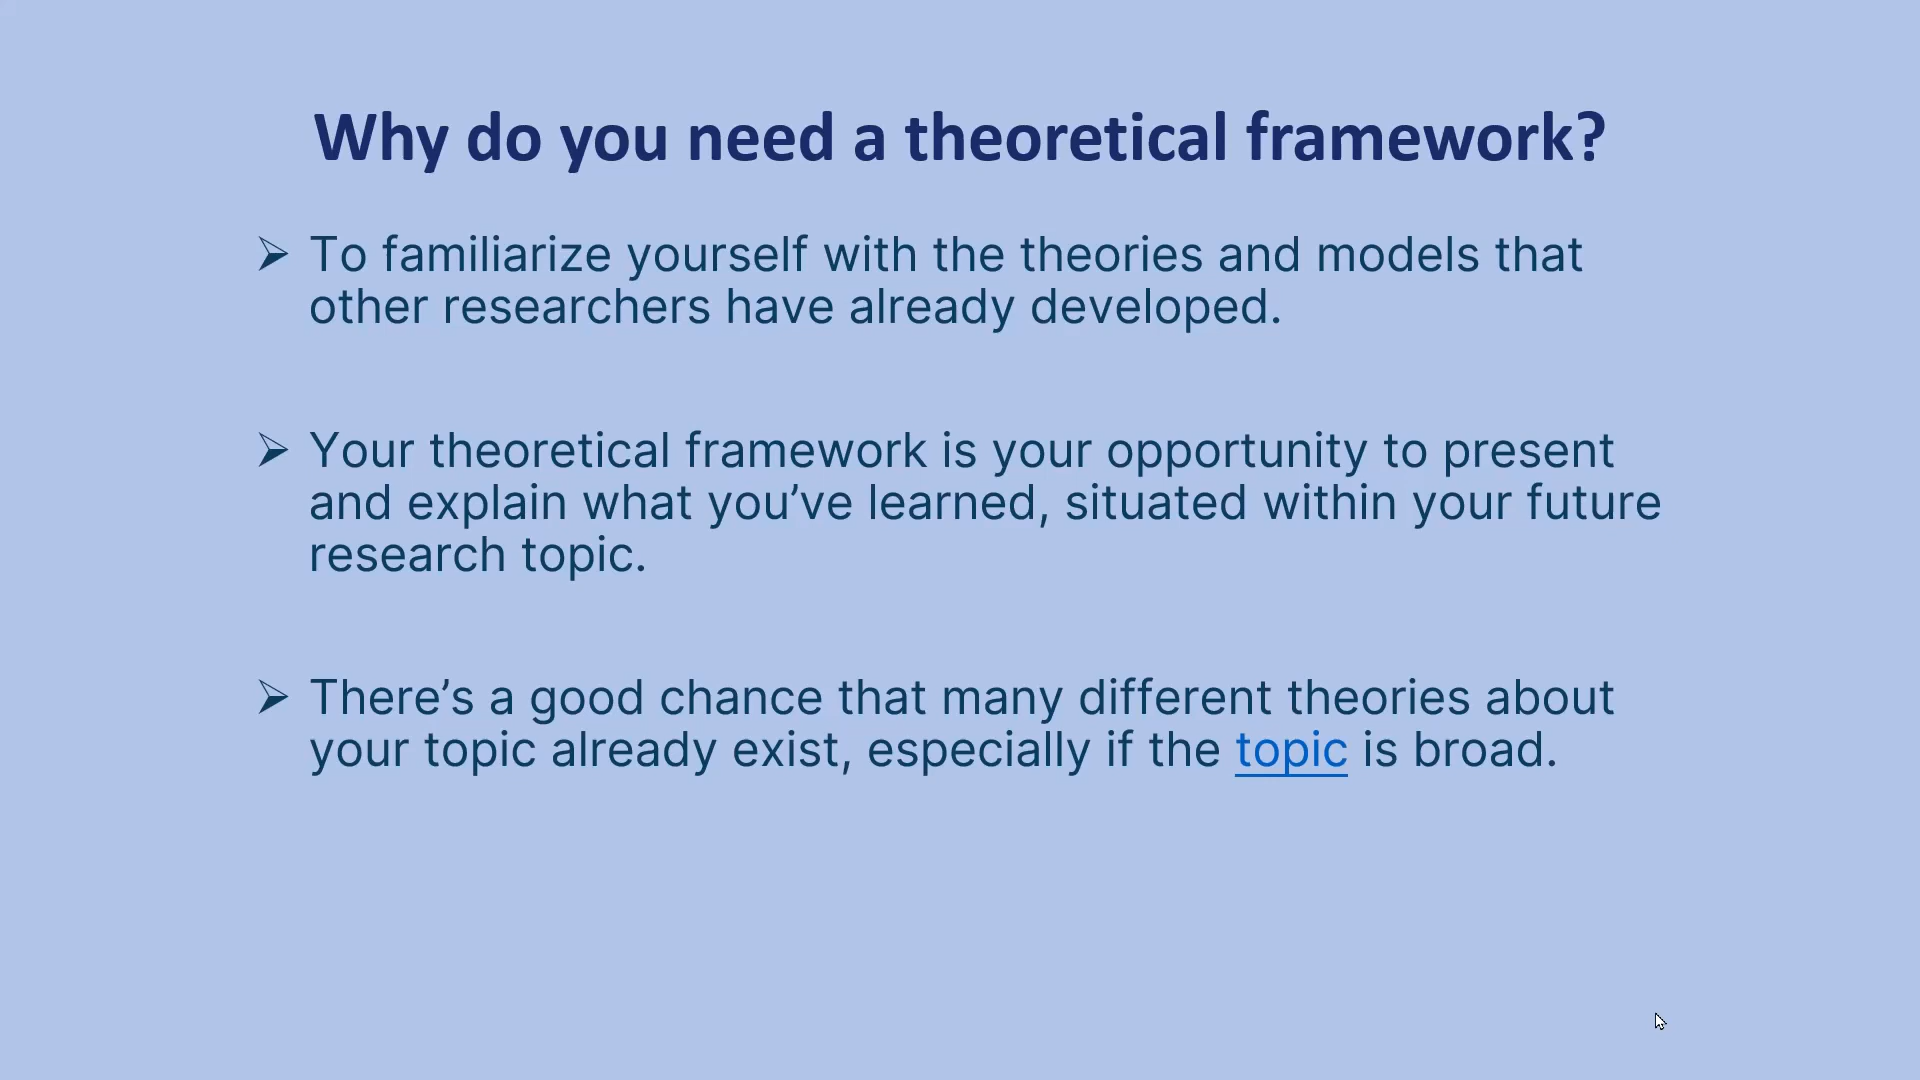 Why do you need a theoretical framework?
➢ To familiarize yourself with the theories and models that
other researchers have already developed.
➢ Your theoretical framework is your opportunity to present
and explain what you’ve learned, situated within your future
research topic.
➢ There’s a good chance that many different theories about
your topic already exist, especially if the topic is broad.